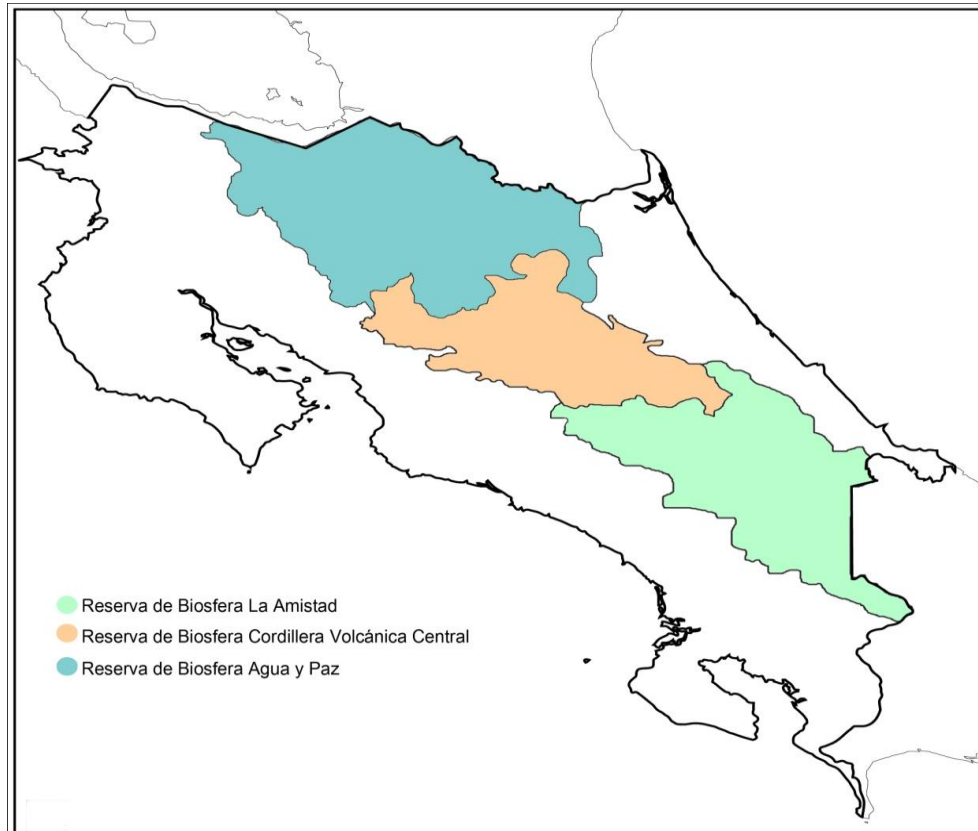 Reserva de Biosfera La Amistad
Reserva de Biosfera Cordillera Volcánica Central
Reserva de Biosfera Agua y Paz